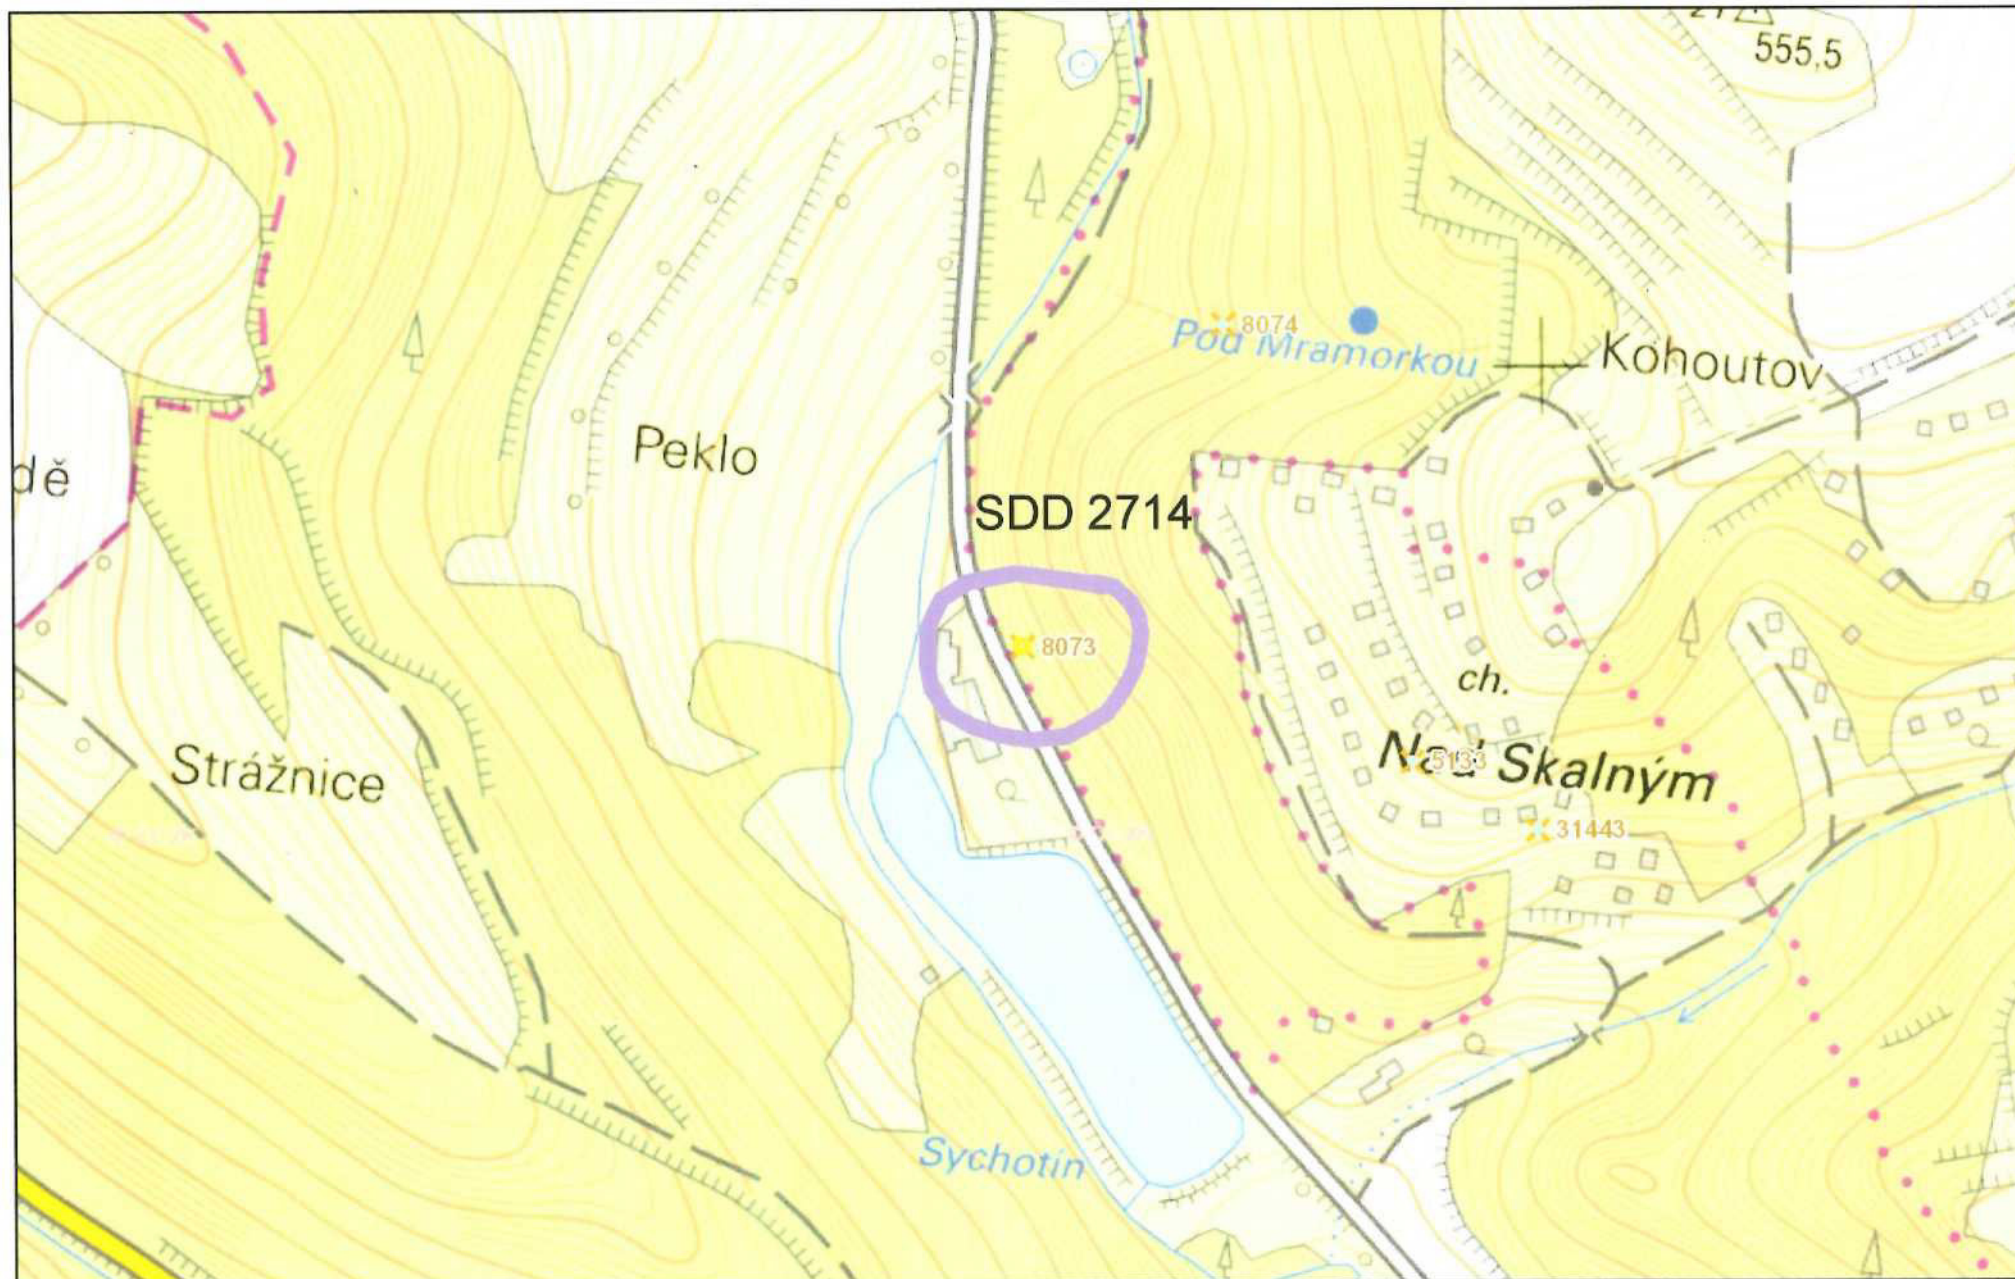 555,5
8074
Pod Mramorkou
Kohoutov
Peklo
dě
SDD 2714
8073
ch.
Strážnice
Nad Skalným
5133
31443
Sychotín